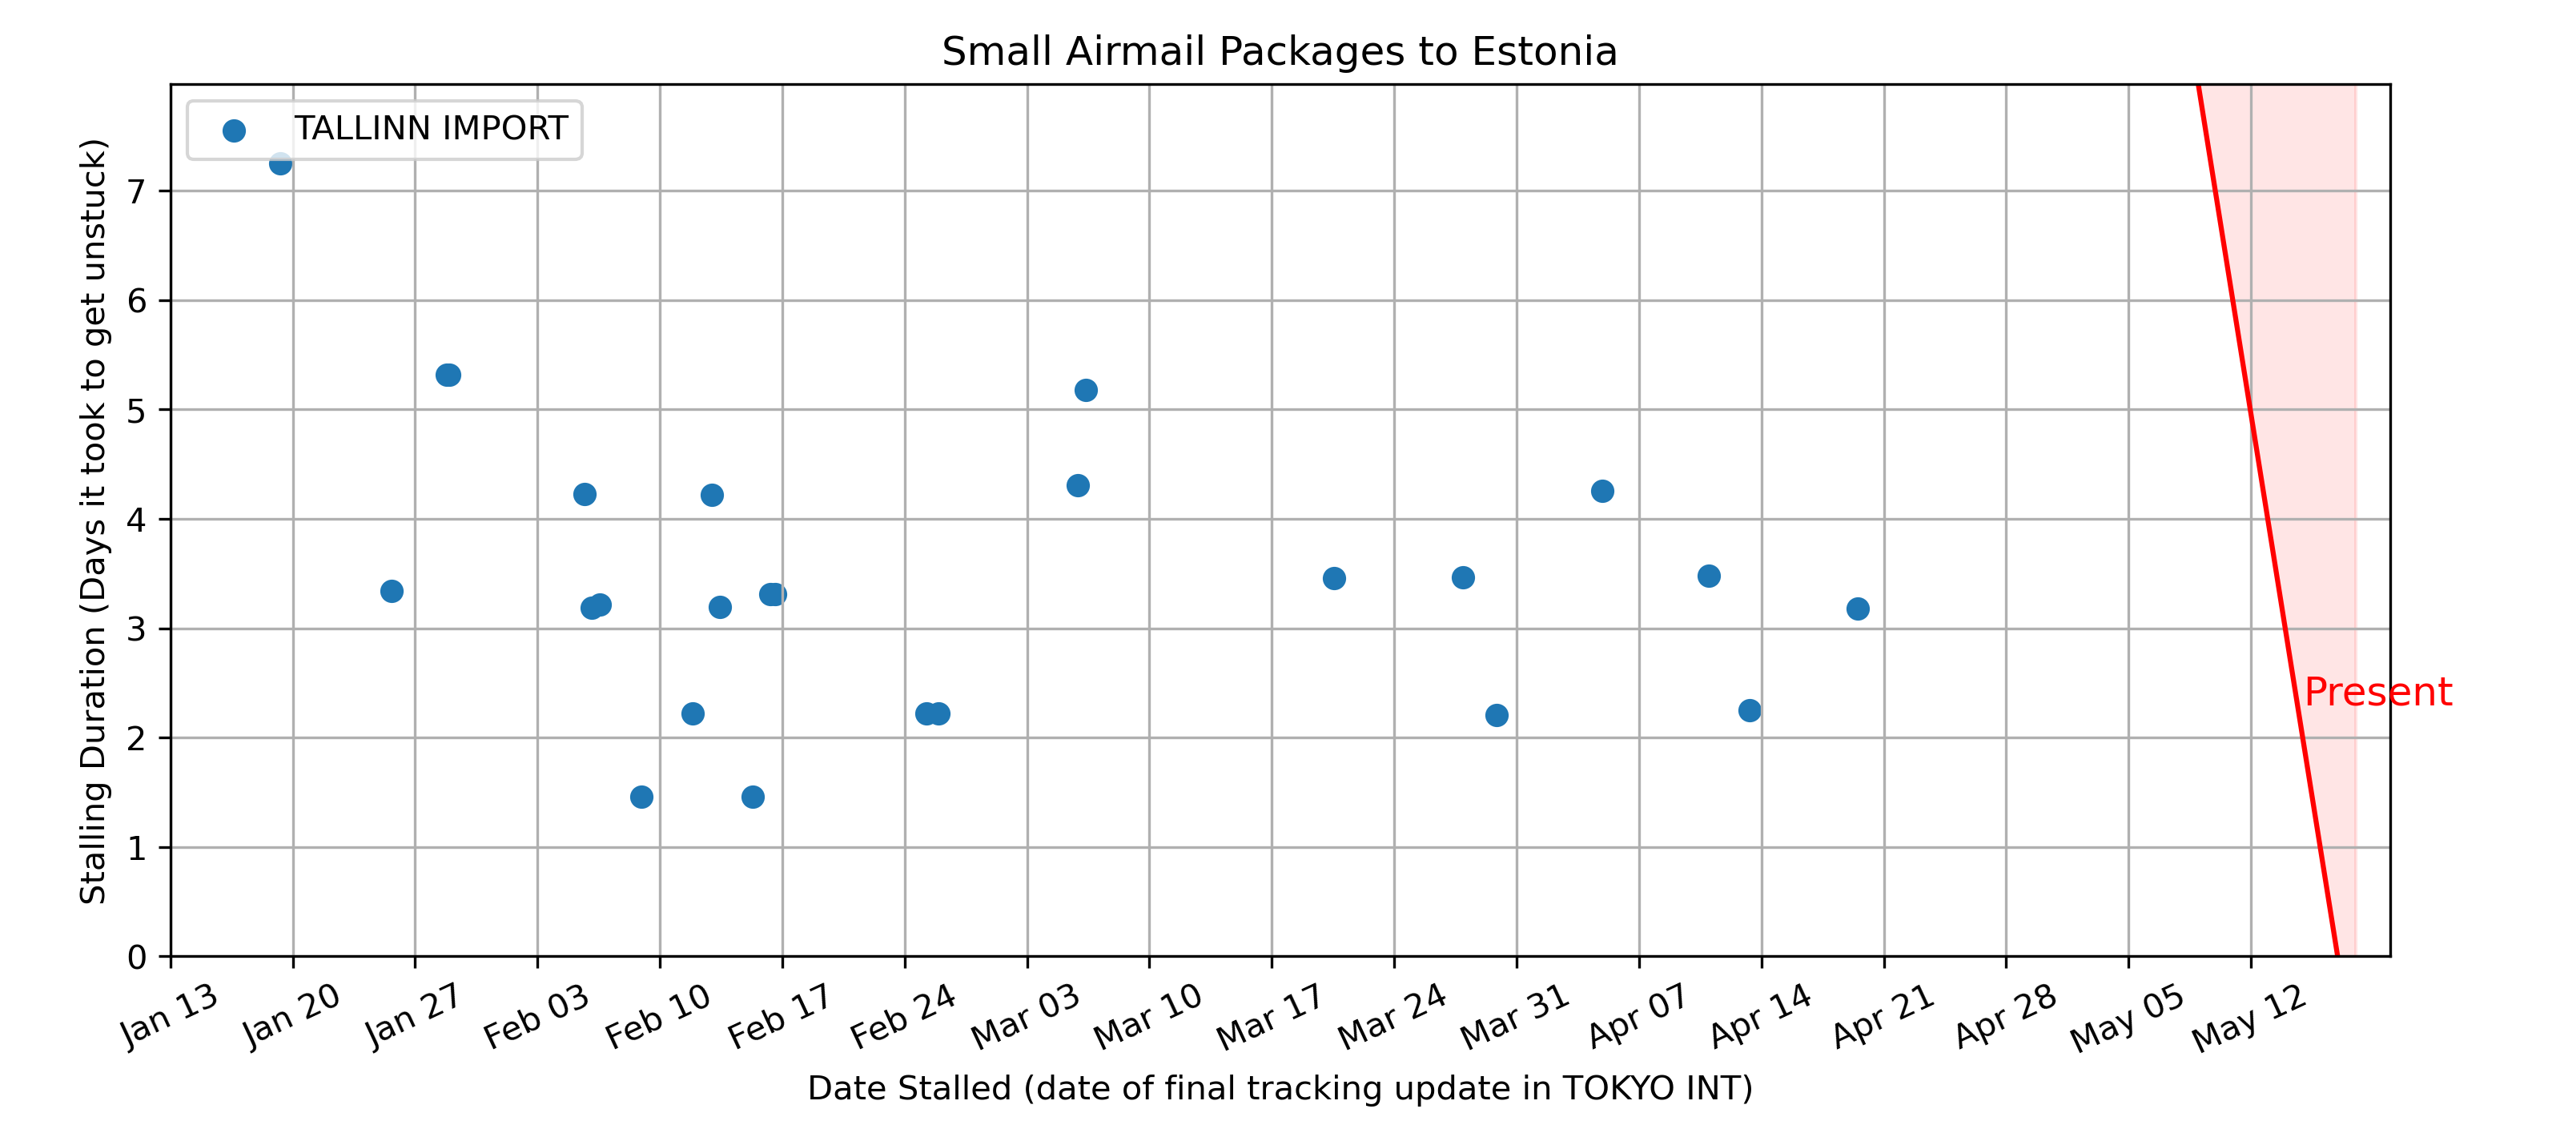 Small Airmail Packages to Estonia
TALLINN IMPORT
Stalling Duration (Days it took to get unstuck)
7
6
5
4
3
2
1
0
Present
Jan 13
Jan 20
Jan 27
Feb 03
Feb 10
Feb 17
Feb 24
Mar 03
Mar 10
Mar 17
Mar 24
Mar 31
Apr 07
Apr 14
Apr 21
Apr 28
May 05
May 12
Date Stalled (date of final tracking update in TOKYO INT)